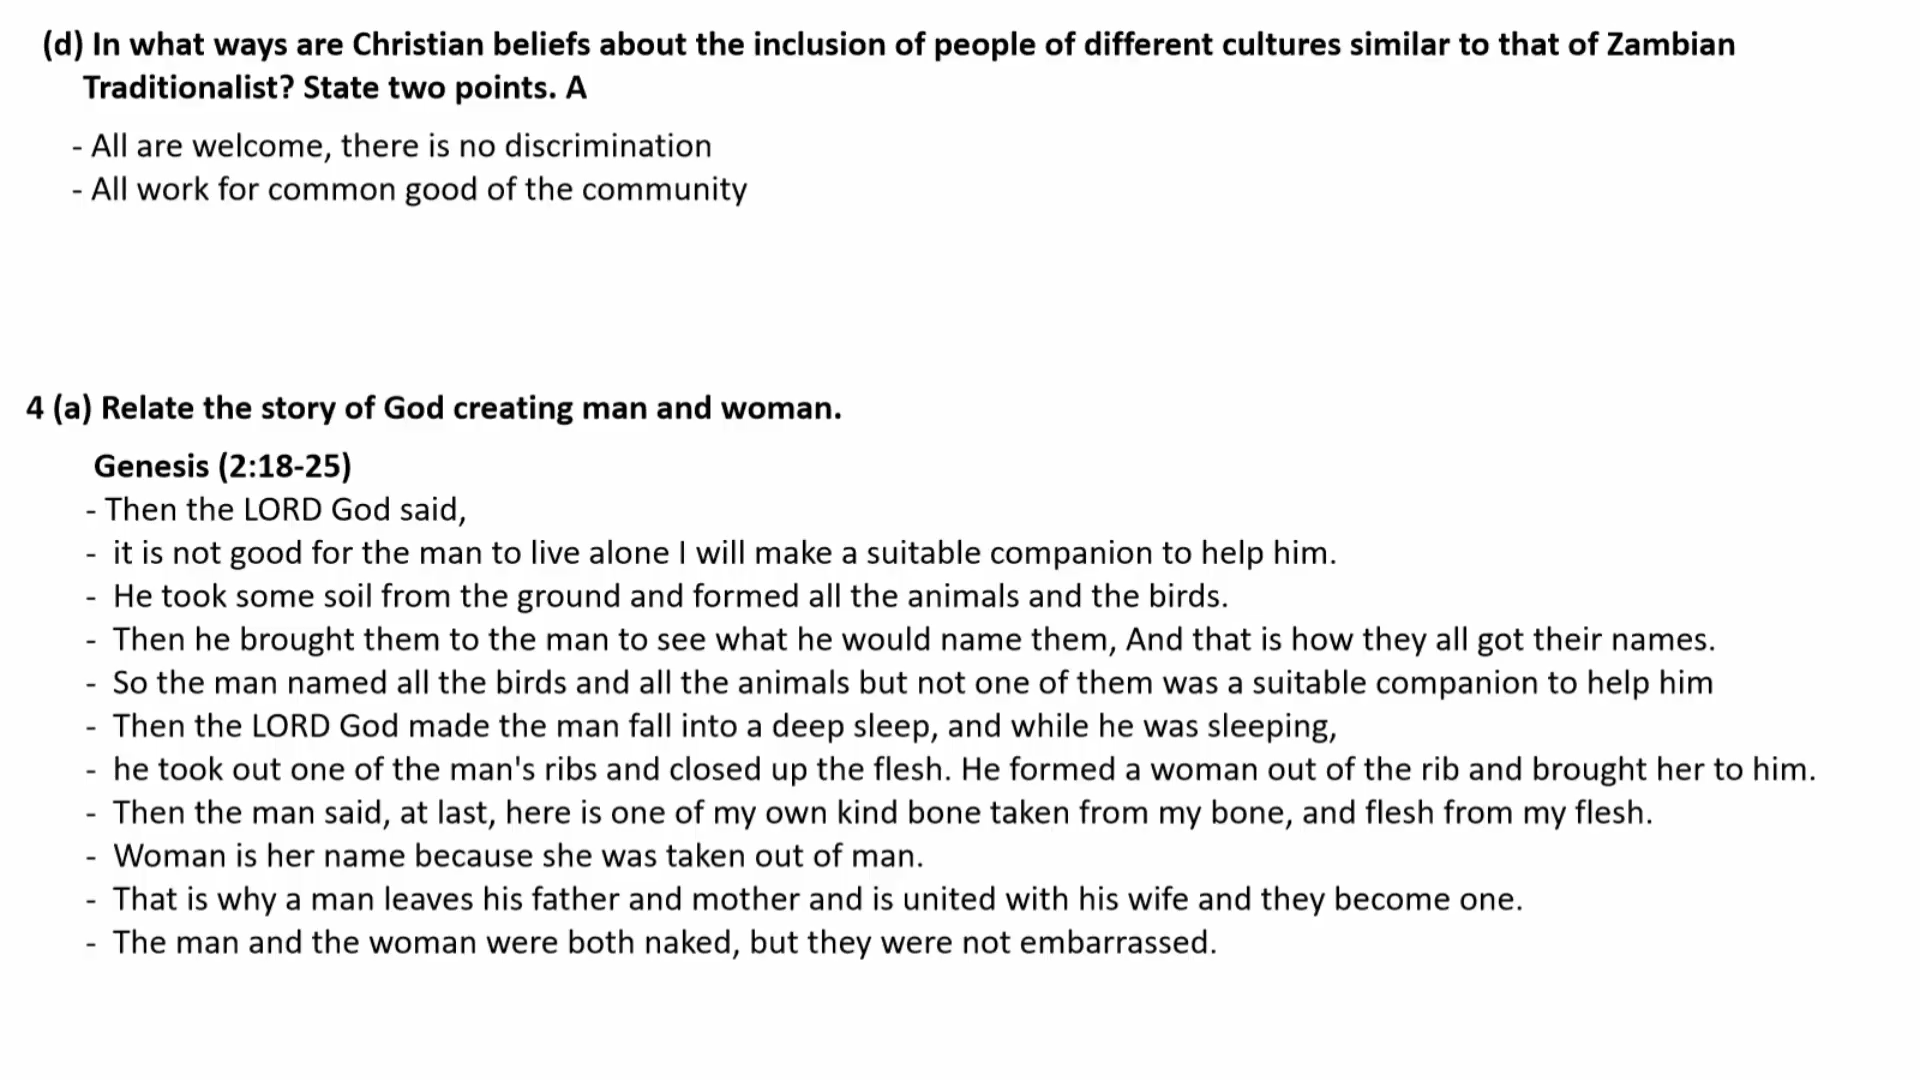 (d) In what ways are Christian beliefs about the inclusion of people of different cultures similar to that of Zambian
Traditionalist? State two points. A
- All are welcome, there is no discrimination
- All work for common good of the community
4 (a) Relate the story of God creating man and woman.
Genesis (2:18-25)
- Then the LORD God said,
- it is not good for the man to live alone I will make a suitable companion to help him.
- He took some soil from the ground and formed all the animals and the birds.
- Then he brought them to the man to see what he would name them, And that is how they all got their names.
- So the man named all the birds and all the animals but not one of them was a suitable companion to help him
- Then the LORD God made the man fall into a deep sleep, and while he was sleeping,
- he took out one of the man's ribs and closed up the flesh. He formed a woman out of the rib and brought her to him.
- Then the man said, at last, here is one of my own kind bone taken from my bone, and flesh from my flesh.
- Woman is her name because she was taken out of man.
- That is why a man leaves his father and mother and is united with his wife and they become one.
- The man and the woman were both naked, but they were not embarrassed.